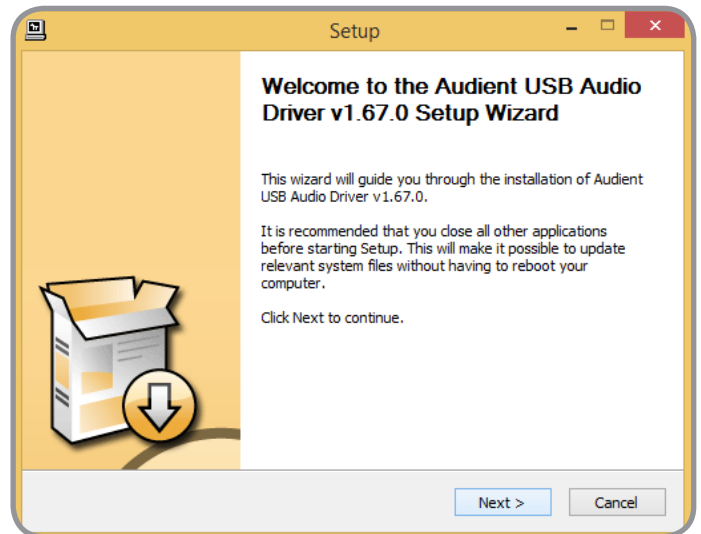 Setup
Welcome to the Audient USB Audio
Driver v1.67.0 Setup Wizard
This wizard will guide you through the installation of Audient
USB Audio Driver v1.67.0.
It is recommended that you close all other applications
before starting Setup. This will make it possible to update
relevant system files without having to reboot your
computer.
Click Next to continue.
Next >
Cancel